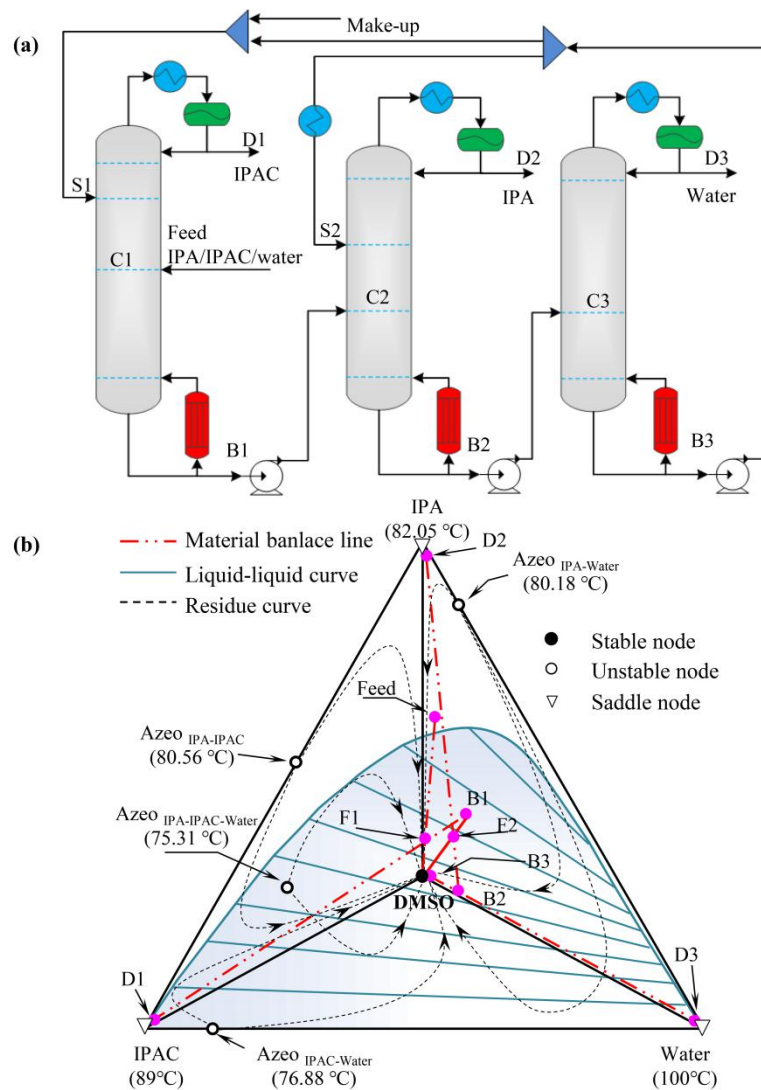 (a)
Make-up
D1
IPAC
D2
IPA
D3
Water
S1
Feed
IPA/IPAC/water
S2
C1
C2
C3
B1
B2
B3
(b)
IPA
(82.05 °C)
D2
Material banlace line
Liquid-liquid curve
Residue curve
Azeo IPA-Water
(80.18 °C)
Stable node
Unstable node
Saddle node
Feed
Azeo IPA-IPAC
(80.56 °C)
Azeo IPA-IPAC-Water
(75.31 °C)
B1
F1
F2
B3
DMSO
B2
D1
D3
IPAC
(89°C)
Azeo IPAC-Water
(76.88 °C)
Water
(100°C)